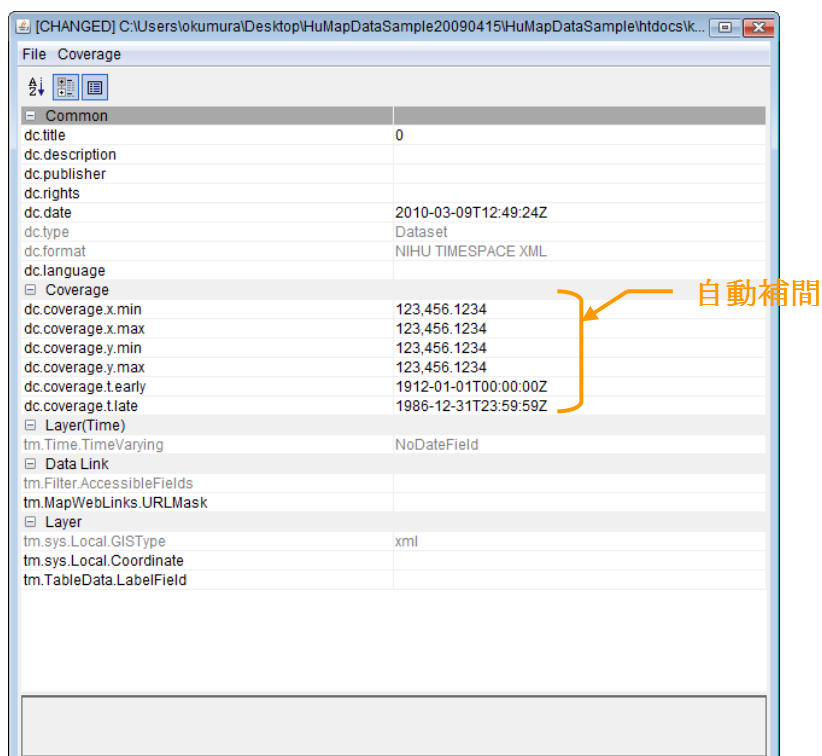 [CHANGED] C:\Users\okumura\Desktop\HuMapDataSample20090415\HuMapDataSample\htdocs\k...
File Coverage
AZ
Common
dc.title 0
dc.description
dc.publisher
dc.rights
dc.date 2010-03-09T12:49:24Z
dc.type Dataset
dc.format NIHU TIMESPACE XML
dc.language
Coverage
自動補間
dc.coverage.x.min 123,456.1234
dc.coverage.x.max 123,456.1234
dc.coverage.y.min 123,456.1234
dc.coverage.y.max 123,456.1234
dc.coverage.t.early 1912-01-01T00:00:00Z
dc.coverage.t.late 1986-12-31T23:59:59Z
Layer(Time)
tm.Time.TimeVarying NoDateField
Data Link
tm.Filter.AccessibleFields
tm.MapWebLinks.URLMask
Layer
tm.sys.Local.GISType xml
tm.sys.Local.Coordinate
tm.TableData.LabelField